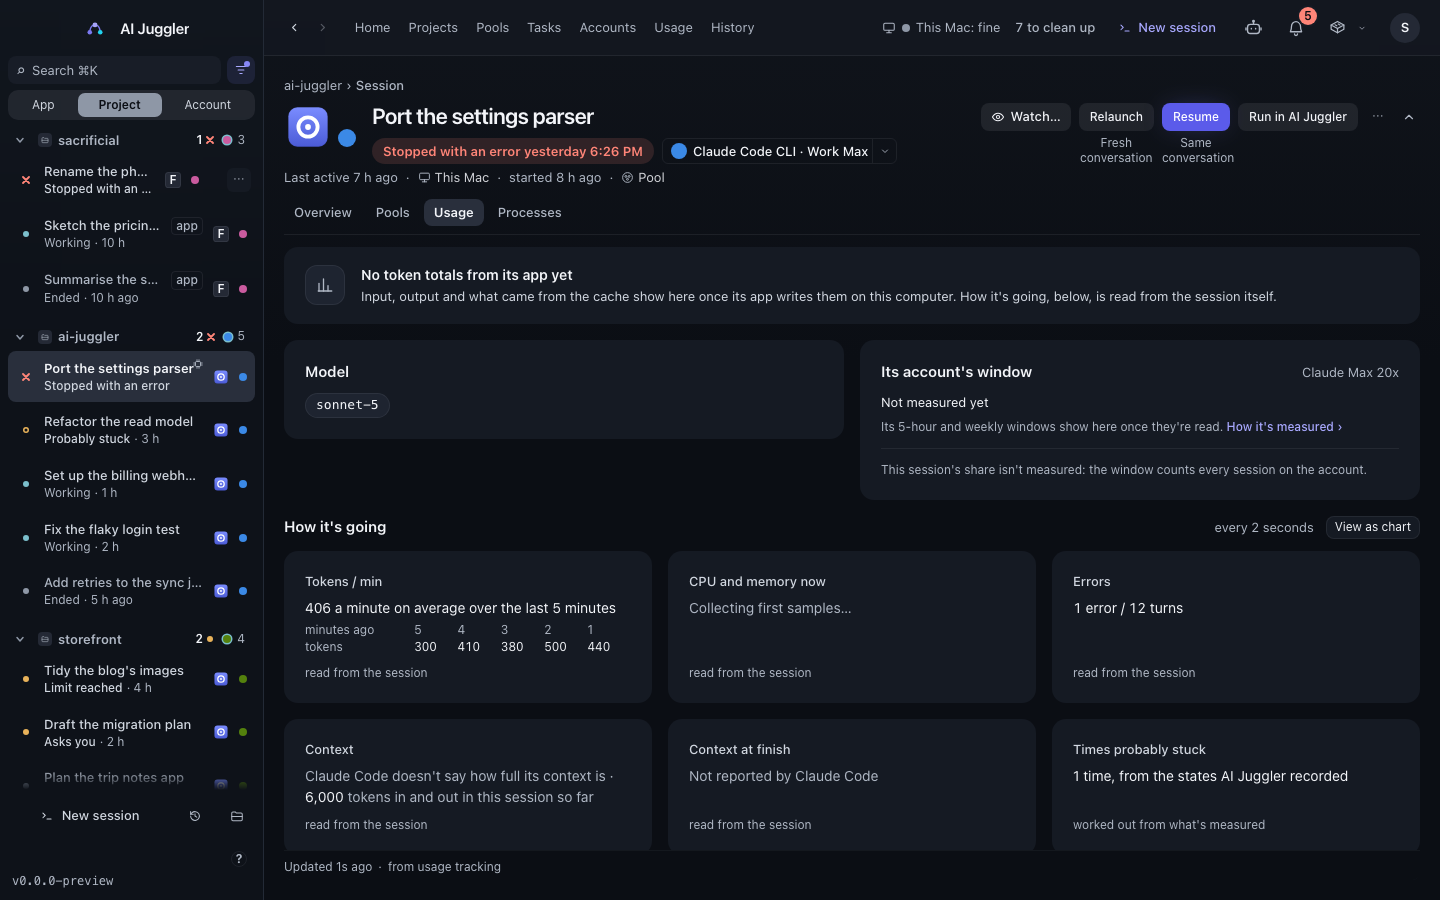 AI Juggler
Search ⌘K
App Project Account
sacrificial 1 3
Rename the ph...
Stopped with an ... F
Sketch the pricin... app
Working · 10 h F
Summarise the s... app
Ended · 10 h ago F
ai-juggler 2 5
Port the settings parser
Stopped with an error
Refactor the read model
Probably stuck · 3 h
Set up the billing webh...
Working · 1 h
Fix the flaky login test
Working · 2 h
Add retries to the sync j...
Ended · 5 h ago
storefront 2 4
Tidy the blog's images
Limit reached · 4 h
Draft the migration plan
Asks you · 2 h
Plan the trip notes app
New session
?
v0.0.0-preview
Home Projects Pools Tasks Accounts Usage History
This Mac: fine 7 to clean up New session 5 S
ai-juggler › Session
Port the settings parser
Watch... Relaunch Resume Run in AI Juggler ...
Fresh conversation
Same conversation
Stopped with an error yesterday 6:26 PM Claude Code CLI · Work Max
Last active 7 h ago · This Mac · started 8 h ago · Pool
Overview Pools Usage Processes
No token totals from its app yet
Input, output and what came from the cache show here once its app writes them on this computer. How it's going, below, is read from the session itself.
Model
sonnet-5
Its account's window Claude Max 20x
Not measured yet
Its 5-hour and weekly windows show here once they're read. How it's measured ›
This session's share isn't measured: the window counts every session on the account.
How it's going every 2 seconds View as chart
Tokens / min
406 a minute on average over the last 5 minutes
minutes ago 5 4 3 2 1
tokens 300 410 380 500 440
read from the session
CPU and memory now
Collecting first samples...
read from the session
Errors
1 error / 12 turns
read from the session
Context
Claude Code doesn't say how full its context is ·
6,000 tokens in and out in this session so far
read from the session
Context at finish
Not reported by Claude Code
read from the session
Times probably stuck
1 time, from the states AI Juggler recorded
worked out from what's measured
Updated 1s ago · from usage tracking